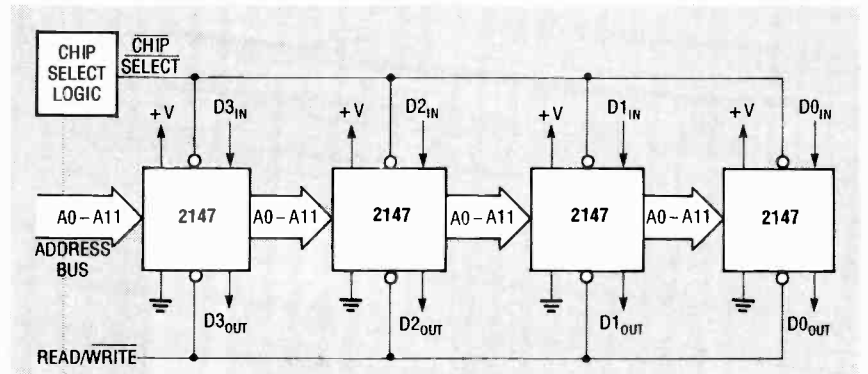 CHIP
SELECT
LOGIC
CHIP
SELECT
+V
D3IN
+V
D2IN
+V
D1IN
+V
D0IN
A0–A11
2147
A0–A11
2147
A0–A11
2147
A0–A11
2147
ADDRESS
BUS
D3OUT
D2OUT
D1OUT
D0OUT
READ/WRITE